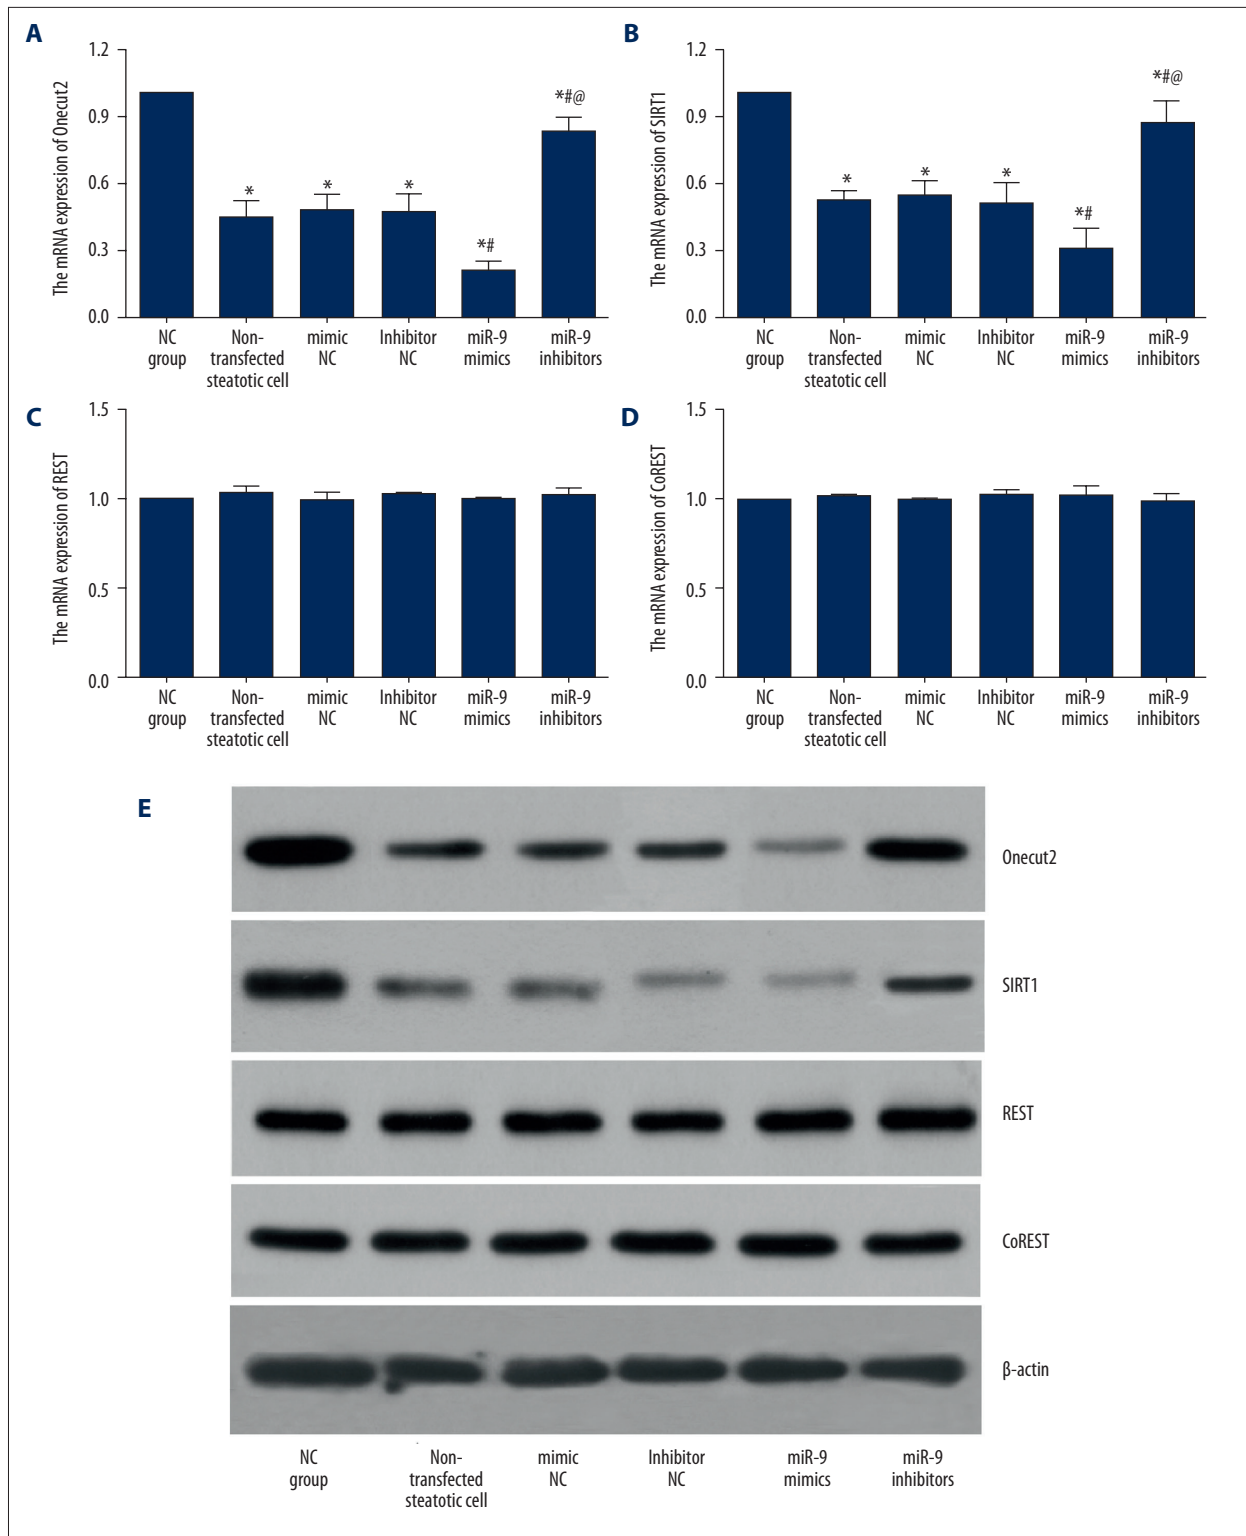 A
The mRNA expression of Onecut2
1.2
0.9
0.6
0.3
0.0
*
*
*
*#
*#@
NC
group
Non-
transfected
steatotic cell
mimic
NC
Inhibitor
NC
miR-9
mimics
miR-9
inhibitors
B
The mRNA expression of SIRT1
1.2
0.9
0.6
0.3
0.0
*
*
*
*#
*#@
NC
group
Non-
transfected
steatotic cell
mimic
NC
Inhibitor
NC
miR-9
mimics
miR-9
inhibitors
C
The mRNA expression of REST
1.5
1.0
0.5
0.0
NC
group
Non-
transfected
steatotic cell
mimic
NC
Inhibitor
NC
miR-9
mimics
miR-9
inhibitors
D
The mRNA expression of CoREST
1.5
1.0
0.5
0.0
NC
group
Non-
transfected
steatotic cell
mimic
NC
Inhibitor
NC
miR-9
mimics
miR-9
inhibitors
E
Onecut2
SIRT1
REST
CoREST
β-actin
NC
group
Non-
transfected
steatotic cell
mimic
NC
Inhibitor
NC
miR-9
mimics
miR-9
inhibitors